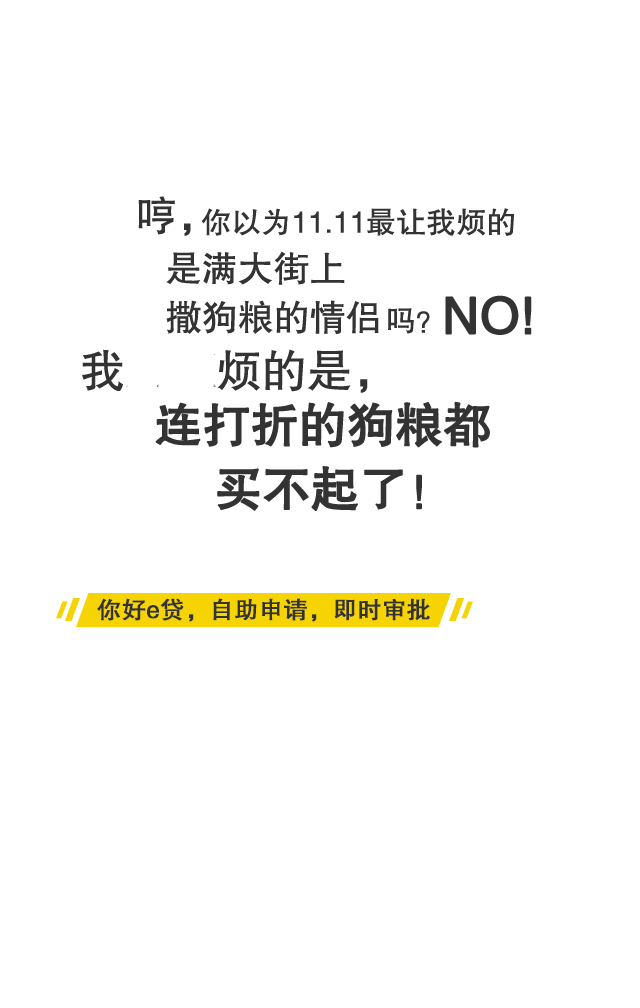 哼，你以为11.11最让我烦的
是满大街上
撒狗粮的情侣吗? NO!
我 烦的是，
连打折的狗粮都
买不起了!
你好e贷，自助申请，即时审批